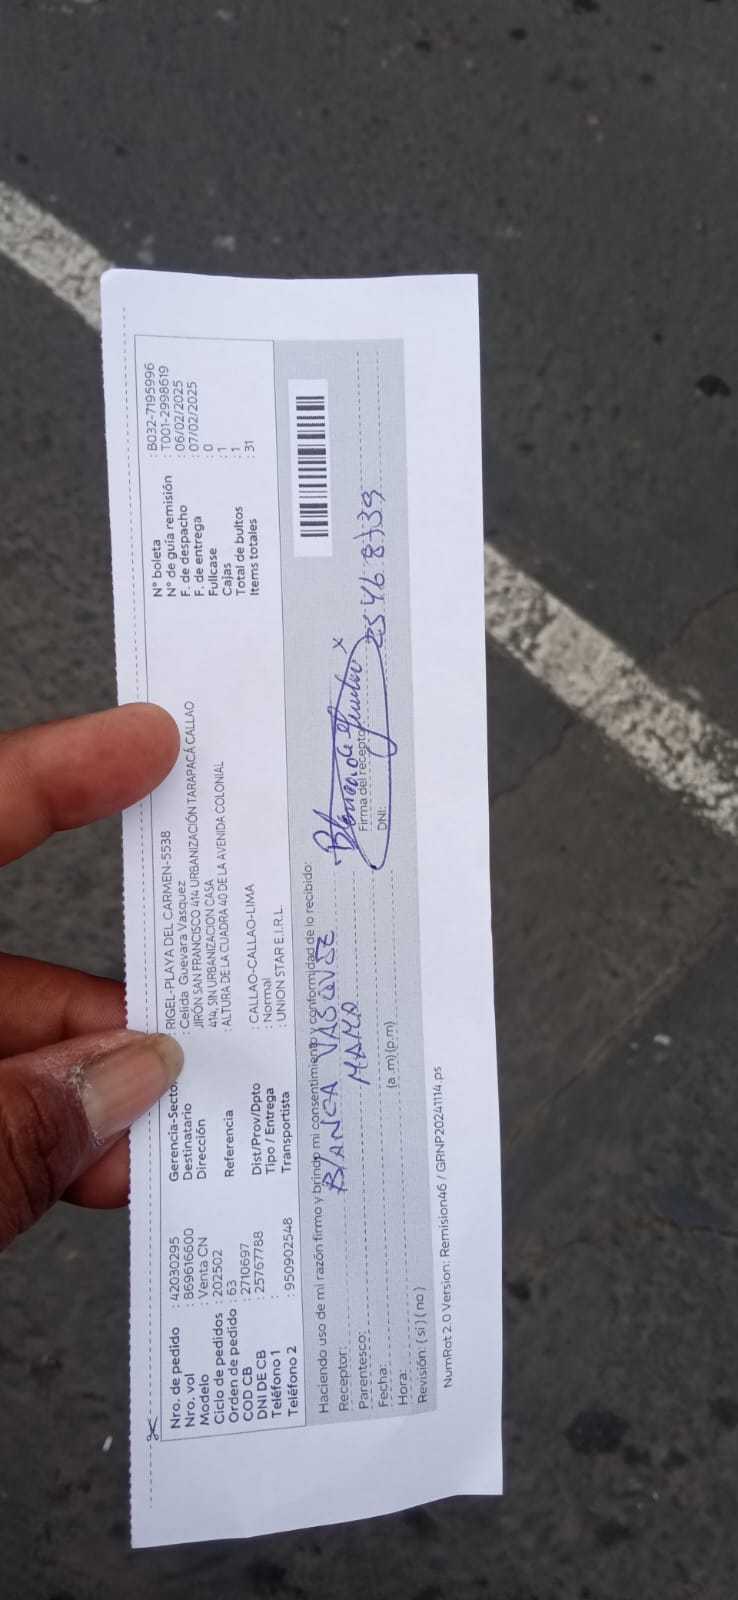 Nro. de pedido : 42030295
Nro. vol : 869616600
Modelo : Venta CN
Ciclo de pedidos : 202502
Orden de pedido : 63
COD CB : 2710697
DNI DE CB : 25767788
Teléfono 1 :
Teléfono 2 : 950902548
Gerencia-Sector : RIGEL-PLAYA DEL CARMEN-5538
Destinatario : Celida Guevara Vasquez
Dirección JIRÓN SAN FRANCISCO 414 URBANIZACIÓN TARAPACÁ CALLAO
414, SIN URBANIZACION CASA
Referencia : ALTURA DE LA CUADRA 40 DE LA AVENIDA COLONIAL
Dist/Prov/Dpto : CALLAO-CALLAO-LIMA
Tipo / Entrega : Normal
Transportista : UNION STAR E.I.R.L.
N° boleta : B032-7195996
N° de guía remisión : T001-2998619
F. de despacho : 06/02/2025
F. de entrega : 07/02/2025
Fullcase : 0
Cajas : 1
Total de bultos : 1
Items totales : 31
Haciendo uso de mi razón firmo y brindo mi consentimiento y conformidad de lo recibido:
Receptor: BLANCA VASQUEZ
Parentesco: MAMA
Firma del receptor
Fecha:
DNI:
Hora: (a .m) (p.m)
Revisión: ( si ) ( no )
NumRot 2.0 Version: Remision46 / GRNP20241114.ps